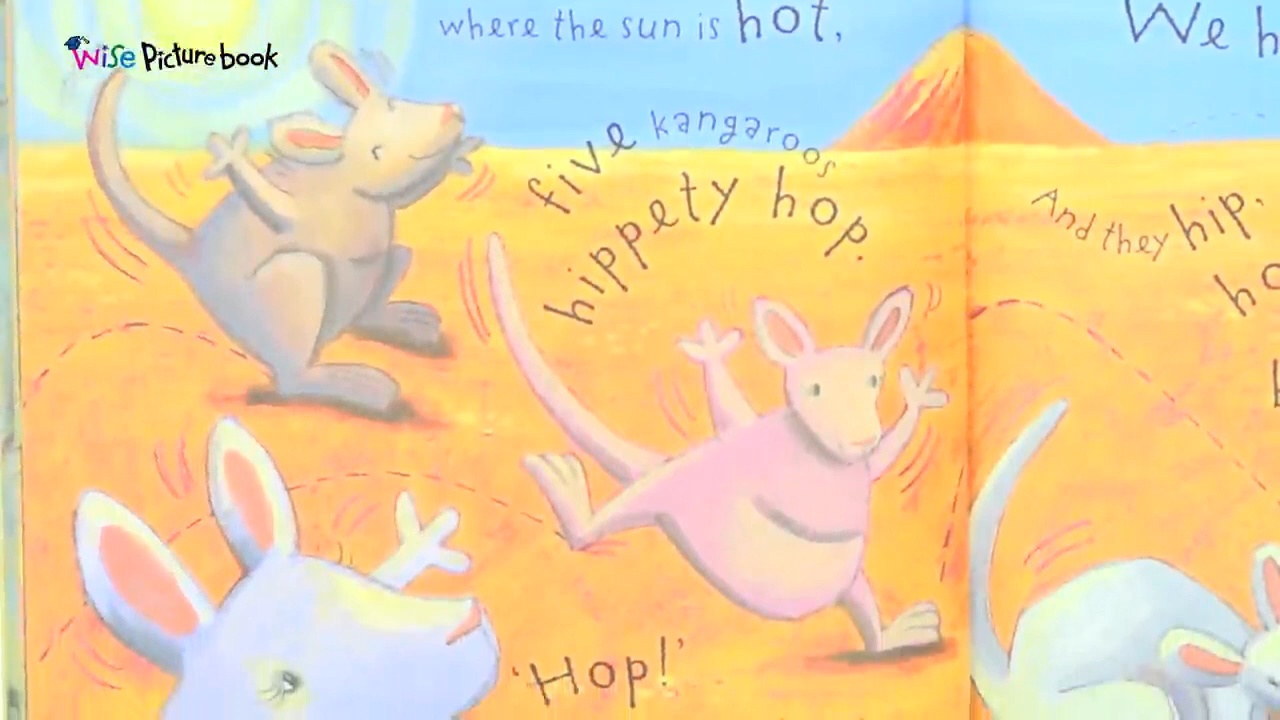 Wise Picture book
where the sun is hot,
five kangaroos
hippety hop.
'Hop!'
We h
And they hip,
ho